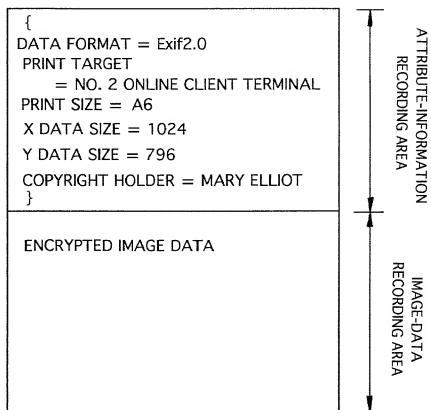 {
DATA FORMAT = Exif2.0
PRINT TARGET
= NO. 2 ONLINE CLIENT TERMINAL
PRINT SIZE = A6
X DATA SIZE = 1024
Y DATA SIZE = 796
COPYRIGHT HOLDER = MARY ELLIOT
}
ATTRIBUTE-INFORMATION
RECORDING AREA
ENCRYPTED IMAGE DATA
IMAGE-DATA
RECORDING AREA